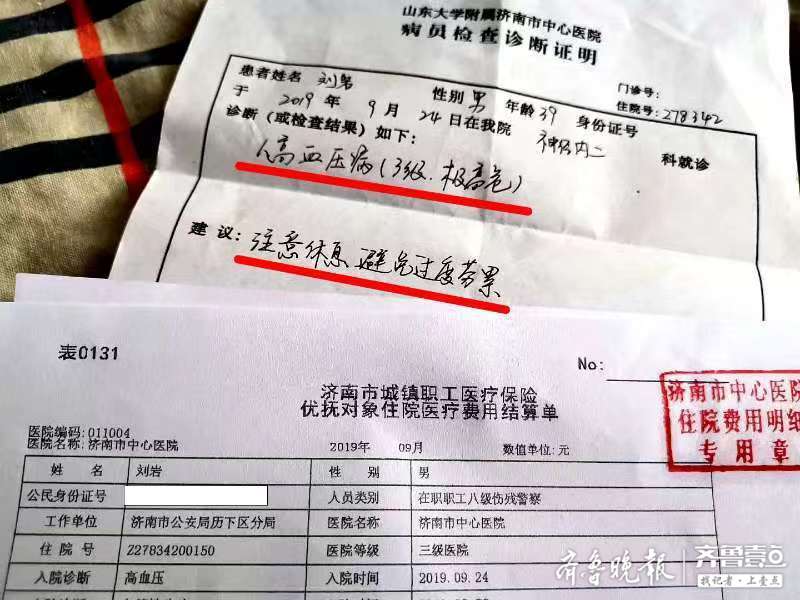 山东大学附属济南市中心医院
病员检查诊断证明
门诊号:
患者姓名 刘岩 性别 男 年龄 39 身份证号 住院号: 278342
于 2019 年 9 月 24 日在我院 神经内二 科就诊
诊断（或检查结果）如下:
1、高血压病（3级.极高危）
建议: 注意休息 避免过度劳累
表0131
No:
济南市城镇职工医疗保险
优抚对象住院医疗费用结算单
济南市中心医院
住院费用明细
专用章
医院编码:011004
医院名称:济南市中心医院 2019年 09月 数值单位:元
姓 名 刘岩 性 别 男
公民身份证号 人员类别 在职职工八级伤残警察
工作单位 济南市公安局历下区分局 医院名称 济南市中心医院
住 院 号 Z27834200150 医院等级 三级医院
入院诊断 高血压 入院时间 2019.09.24
齐鲁晚报
齐鲁壹点
找记者·上壹点